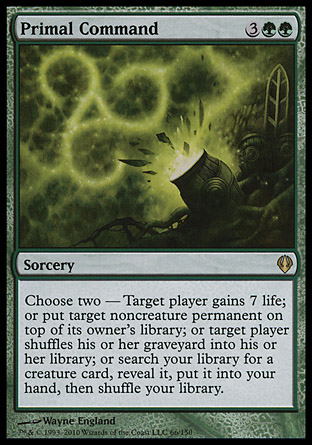 Primal Command 3
Sorcery
Choose two — Target player gains 7 life;
or put target noncreature permanent on
top of its owner's library; or target player
shuffles his or her graveyard into his or
her library; or search your library for a
creature card, reveal it, put it into your
hand, then shuffle your library.
Wayne England
™ & © 1993–2010 Wizards of the Coast LLC 66/150